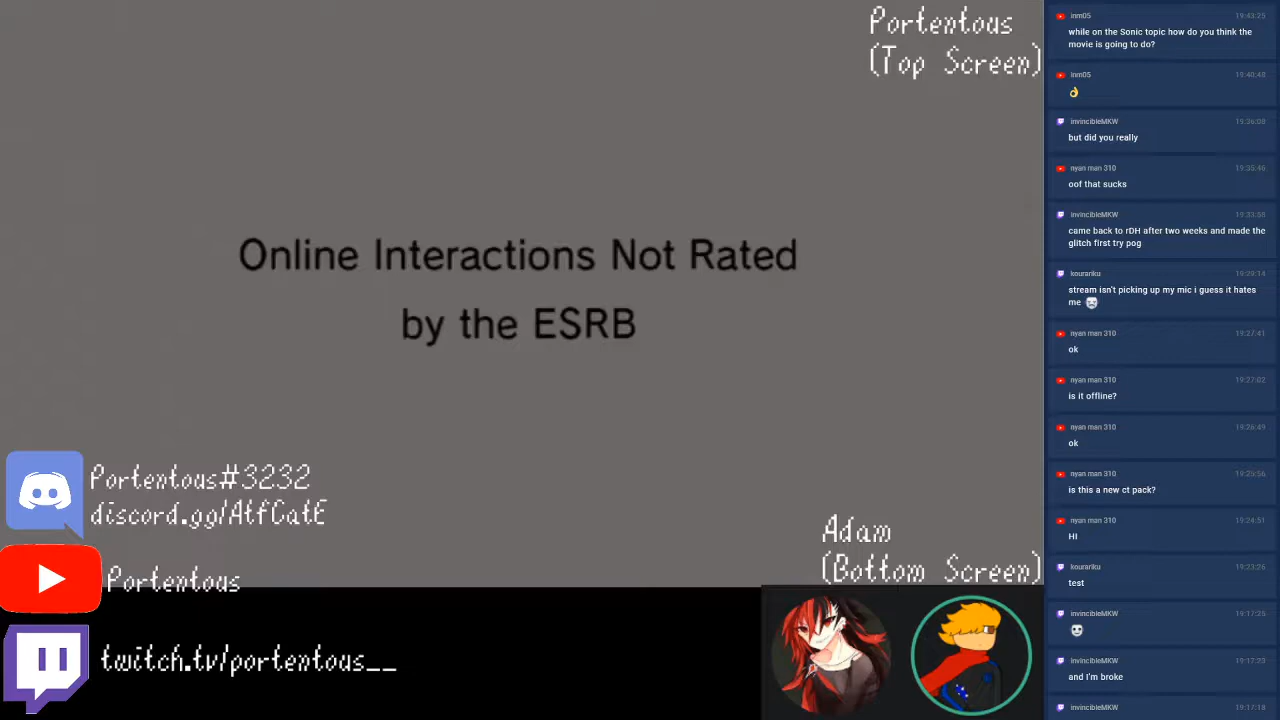 Portentous
(Top Screen)
Online Interactions Not Rated
by the ESRB
Portentous#3232
discord.gg/AtfCatE
Portentous
twitch.tv/portentous__
Adam
(Bottom Screen)
inm05 19:43:25
while on the Sonic topic how do you think the
movie is going to do?
inm05 19:40:48
invincibleMKW 19:36:08
but did you really
nyan man 310 19:35:46
oof that sucks
invincibleMKW 19:33:58
came back to rDH after two weeks and made the
glitch first try pog
kourariku 19:29:14
stream isn't picking up my mic i guess it hates
me
nyan man 310 19:27:41
ok
nyan man 310 19:27:02
is it offline?
nyan man 310 19:26:49
ok
nyan man 310 19:25:56
is this a new ct pack?
nyan man 310 19:24:51
HI
kourariku 19:23:26
test
invincibleMKW 19:17:25
invincibleMKW 19:17:23
and I'm broke
invincibleMKW 19:17:18